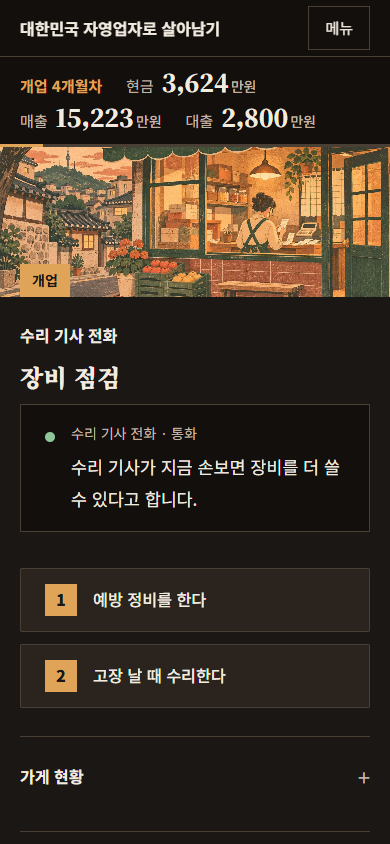 대한민국 자영업자로 살아남기
메뉴
개업 4개월차 현금 3,624만원
매출 15,223만원 대출 2,800만원
개업
수리 기사 전화
장비 점검
수리 기사 전화 · 통화
수리 기사가 지금 손보면 장비를 더 쓸
수 있다고 합니다.
1 예방 정비를 한다
2 고장 날 때 수리한다
가게 현황 +